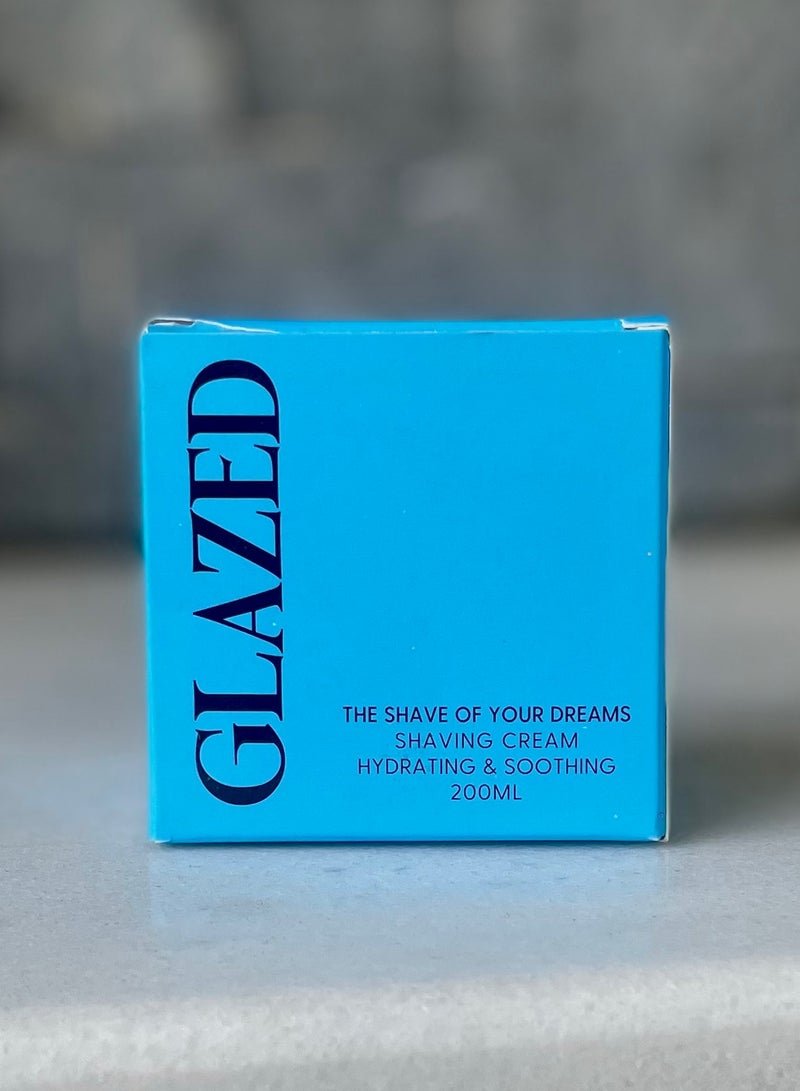 GLAZED
THE SHAVE OF YOUR DREAMS
SHAVING CREAM
HYDRATING & SOOTHING
200ML